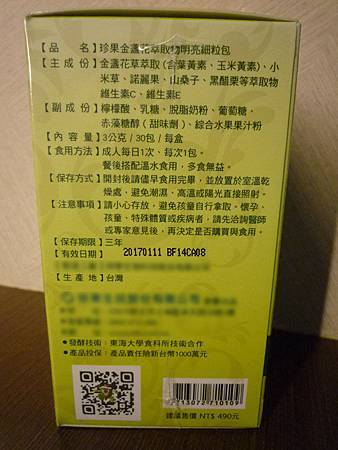 【品　　名】珍果金盞花萃取物明亮細粒包
【主 成 份】金盞花草萃取(含葉黃素、玉米黃素)、小
米草、諾麗果、山桑子、黑醋栗等萃取物
維生素C、維生素E
【副 成 份】檸檬酸、乳糖、脫脂奶粉、葡萄糖、
赤藻糖醇(甜味劑)、綜合水果果汁粉
【內 容 量】3公克/30包/每盒
【食用方法】成人每日1次、每次1包。
餐後搭配溫水食用，多食無益。
【保存方式】開封後請儘早食用完畢，並放置於室溫乾
燥處、避免潮濕、高溫或陽光直接照射。
【注意事項】請小心存放，避免孩童自行拿取。懷孕、
孩童、特殊體質或疾病者，請先洽詢醫師
或專家意見後，再決定是否購買與食用。
【保存期限】三年
【有效日期】20170111 BF14CA08
【生 產 地】台灣
●發酵技術：東海大學食科所技術合作
●產品投保：產品責任險新台幣1000萬元
4713072710109
建議售價 NT$ 490元